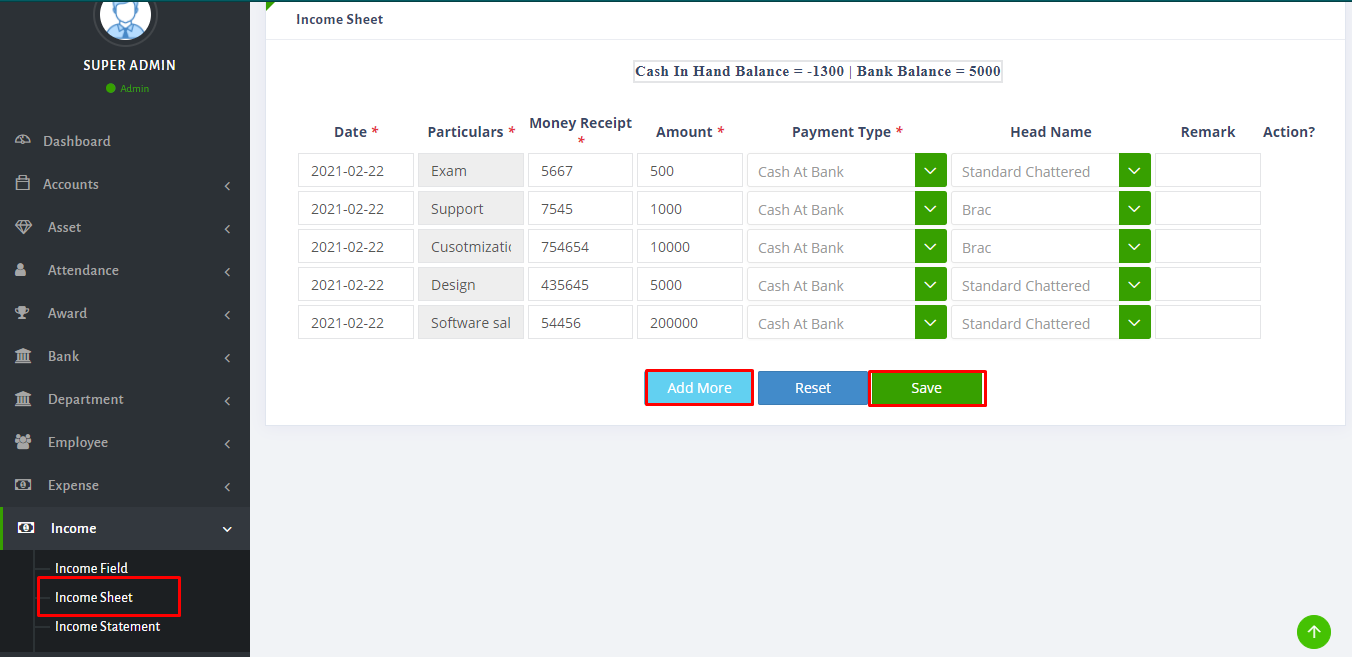 SUPER ADMIN
Admin
Dashboard
Accounts
Asset
Attendance
Award
Bank
Department
Employee
Expense
Income
Income Field
Income Sheet
Income Statement
Income Sheet
Cash In Hand Balance = -1300 | Bank Balance = 5000
Date * Particulars * Money Receipt * Amount * Payment Type * Head Name Remark Action?
2021-02-22 Exam 5667 500 Cash At Bank Standard Chattered
2021-02-22 Support 7545 1000 Cash At Bank Brac
2021-02-22 Cusotmizatic 754654 10000 Cash At Bank Brac
2021-02-22 Design 435645 5000 Cash At Bank Standard Chattered
2021-02-22 Software sal 54456 200000 Cash At Bank Standard Chattered
Add More Reset Save